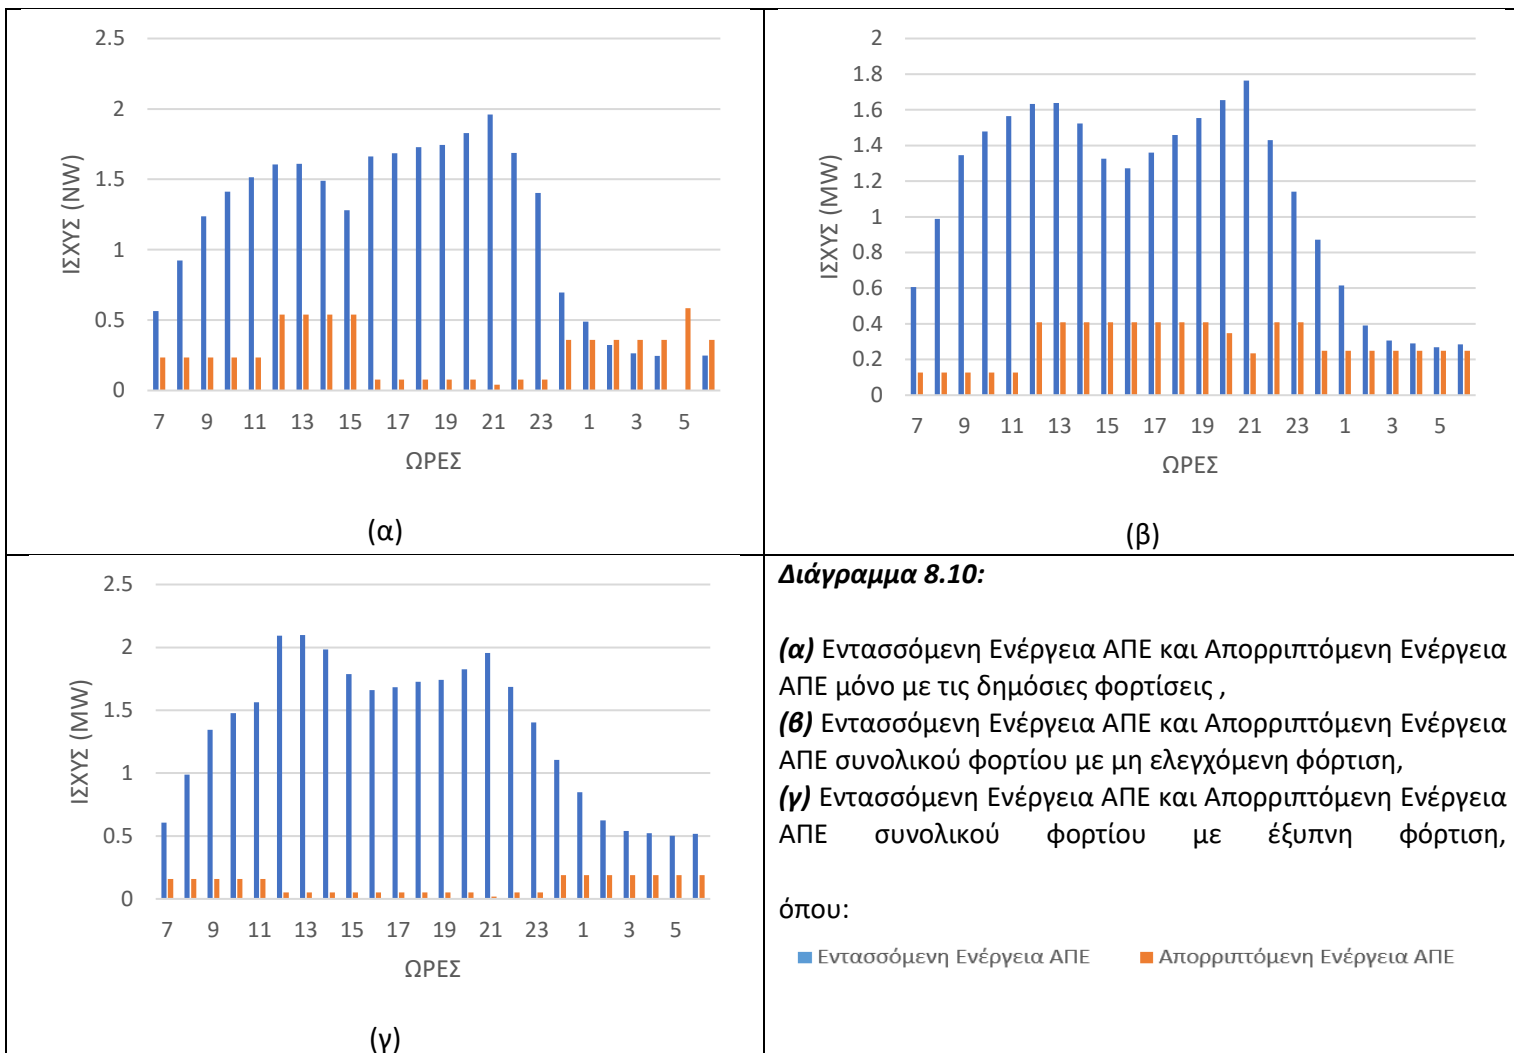 2.5
2
1.5
1
0.5
0
ΙΣΧΥΣ (NW)
7 9 11 13 15 17 19 21 23 1 3 5
ΩΡΕΣ
(α)
2
1.8
1.6
1.4
1.2
1
0.8
0.6
0.4
0.2
0
ΙΣΧΥΣ (MW)
7 9 11 13 15 17 19 21 23 1 3 5
ΩΡΕΣ
(β)
2.5
2
1.5
1
0.5
0
ΙΣΧΥΣ (MW)
7 9 11 13 15 17 19 21 23 1 3 5
ΩΡΕΣ
(γ)
Διάγραμμα 8.10:
(α) Εντασσόμενη Ενέργεια ΑΠΕ και Απορριπτόμενη Ενέργεια
ΑΠΕ μόνο με τις δημόσιες φορτίσεις ,
(β) Εντασσόμενη Ενέργεια ΑΠΕ και Απορριπτόμενη Ενέργεια
ΑΠΕ συνολικού φορτίου με μη ελεγχόμενη φόρτιση,
(γ) Εντασσόμενη Ενέργεια ΑΠΕ και Απορριπτόμενη Ενέργεια
ΑΠΕ συνολικού φορτίου με έξυπνη φόρτιση,
όπου:
Εντασσόμενη Ενέργεια ΑΠΕ Απορριπτόμενη Ενέργεια ΑΠΕ